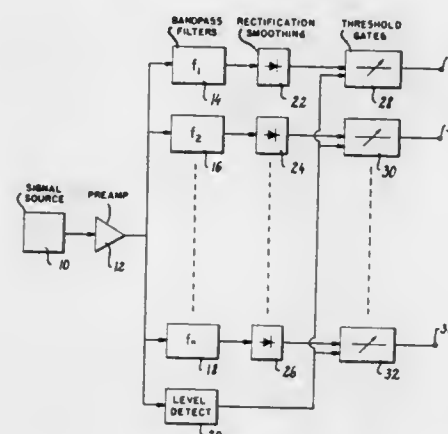 BANDPASS RECTIFICATION THRESHOLD
FILTERS SMOOTHING GATES
f₁
14 22 28
f₂
16 24 30
SIGNAL
SOURCE PREAMP
10 12
fₙ
18 26 32
LEVEL
DETECT